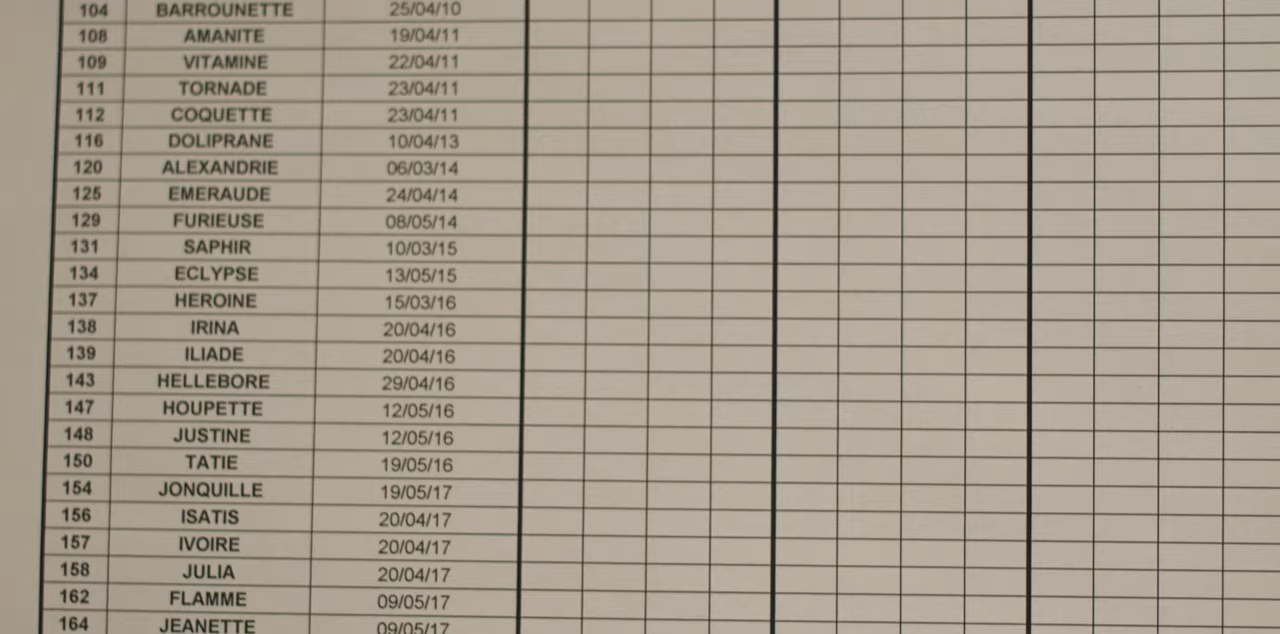 104 BARROUNETTE 25/04/10
108 AMANITE 19/04/11
109 VITAMINE 22/04/11
111 TORNADE 23/04/11
112 COQUETTE 23/04/11
116 DOLIPRANE 10/04/13
120 ALEXANDRIE 06/03/14
125 EMERAUDE 24/04/14
129 FURIEUSE 08/05/14
131 SAPHIR 10/03/15
134 ECLYPSE 13/05/15
137 HEROINE 15/03/16
138 IRINA 20/04/16
139 ILIADE 20/04/16
143 HELLEBORE 29/04/16
147 HOUPETTE 12/05/16
148 JUSTINE 12/05/16
150 TATIE 19/05/16
154 JONQUILLE 19/05/17
156 ISATIS 20/04/17
157 IVOIRE 20/04/17
158 JULIA 20/04/17
162 FLAMME 09/05/17
164 JEANETTE 09/05/17